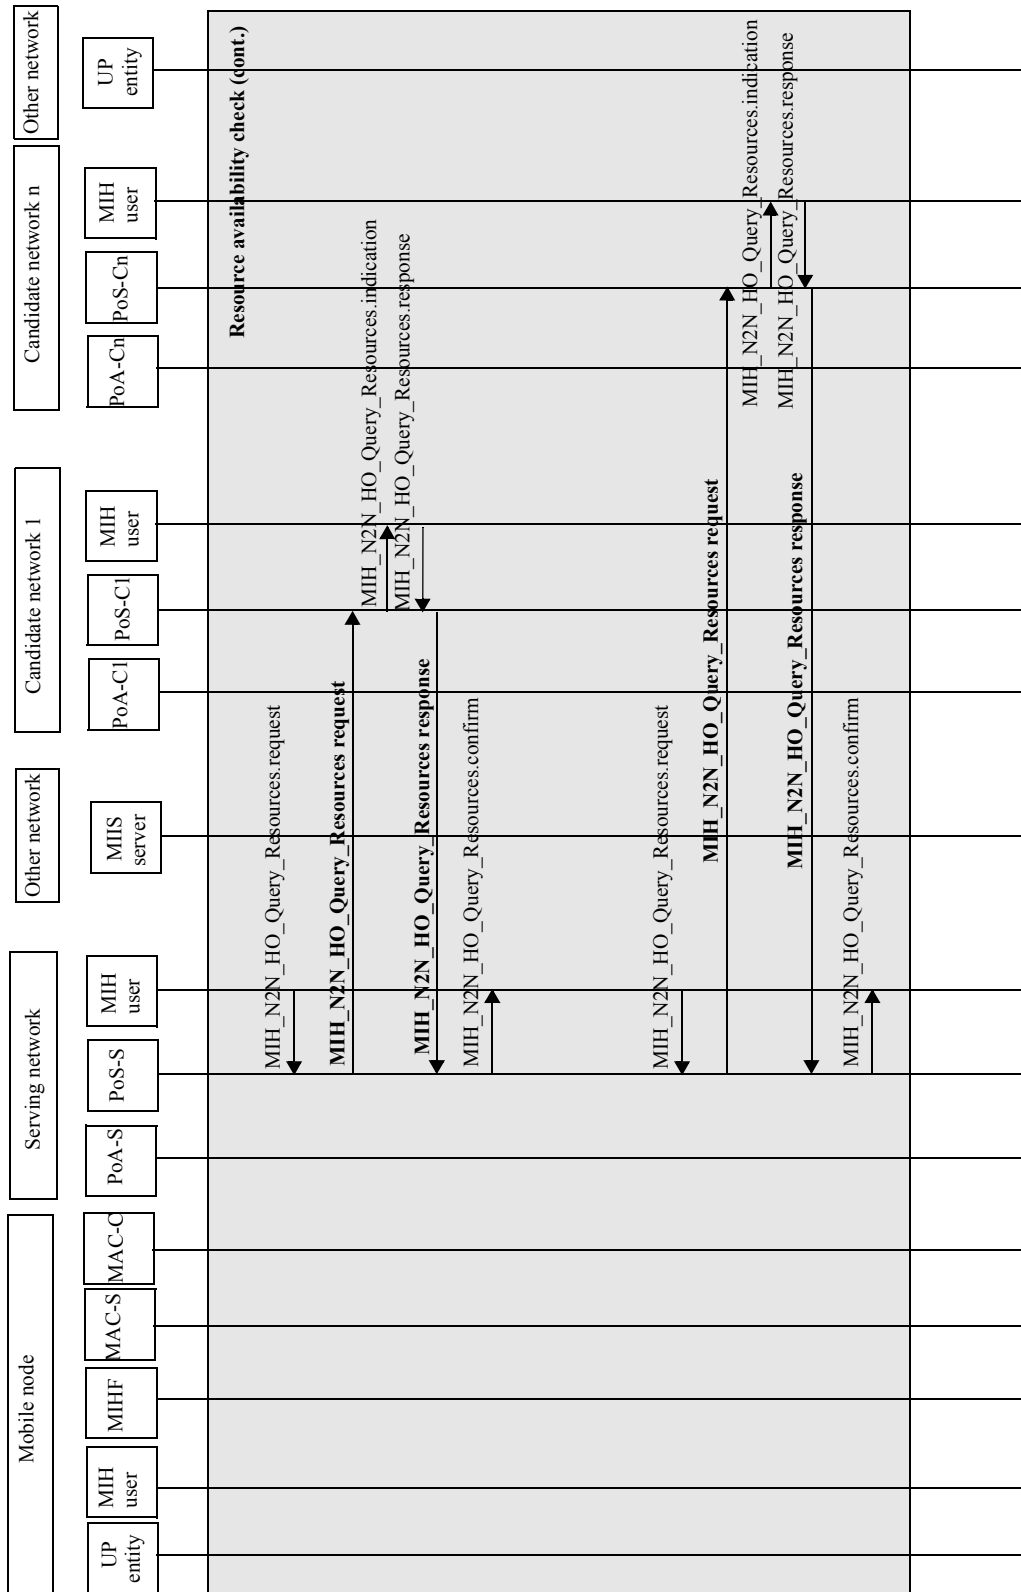 Mobile node
Serving network
Other network
Candidate network 1
Candidate network n
Other network
UP
entity
MIH
user
MIHF
MAC-S
MAC-C
PoA-S
PoS-S
MIH
user
MIIS
server
PoA-C1
PoS-C1
MIH
user
PoA-Cn
PoS-Cn
MIH
user
UP
entity
Resource availability check (cont.)
MIH_N2N_HO_Query_Resources.request
MIH_N2N_HO_Query_Resources request
MIH_N2N_HO_Query_Resources.indication
MIH_N2N_HO_Query_Resources.response
MIH_N2N_HO_Query_Resources response
MIH_N2N_HO_Query_Resources.confirm
MIH_N2N_HO_Query_Resources.request
MIH_N2N_HO_Query_Resources request
MIH_N2N_HO_Query_Resources.indication
MIH_N2N_HO_Query_Resources.response
MIH_N2N_HO_Query_Resources response
MIH_N2N_HO_Query_Resources.confirm